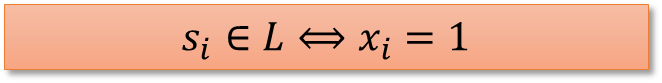 sᵢ ∈ L ⟺ xᵢ = 1